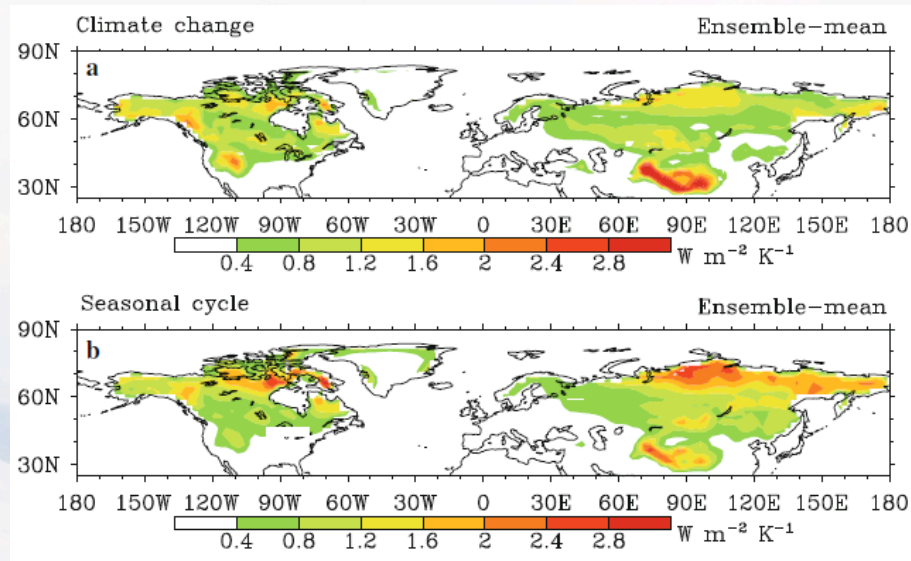 Climate change Ensemble-mean
90N
a
60N
30N
180 150W 120W 90W 60W 30W 0 30E 60E 90E 120E 150E 180
0.4 0.8 1.2 1.6 2 2.4 2.8 W m⁻² K⁻¹
Seasonal cycle Ensemble-mean
90N
b
60N
30N
180 150W 120W 90W 60W 30W 0 30E 60E 90E 120E 150E 180
0.4 0.8 1.2 1.6 2 2.4 2.8 W m⁻² K⁻¹